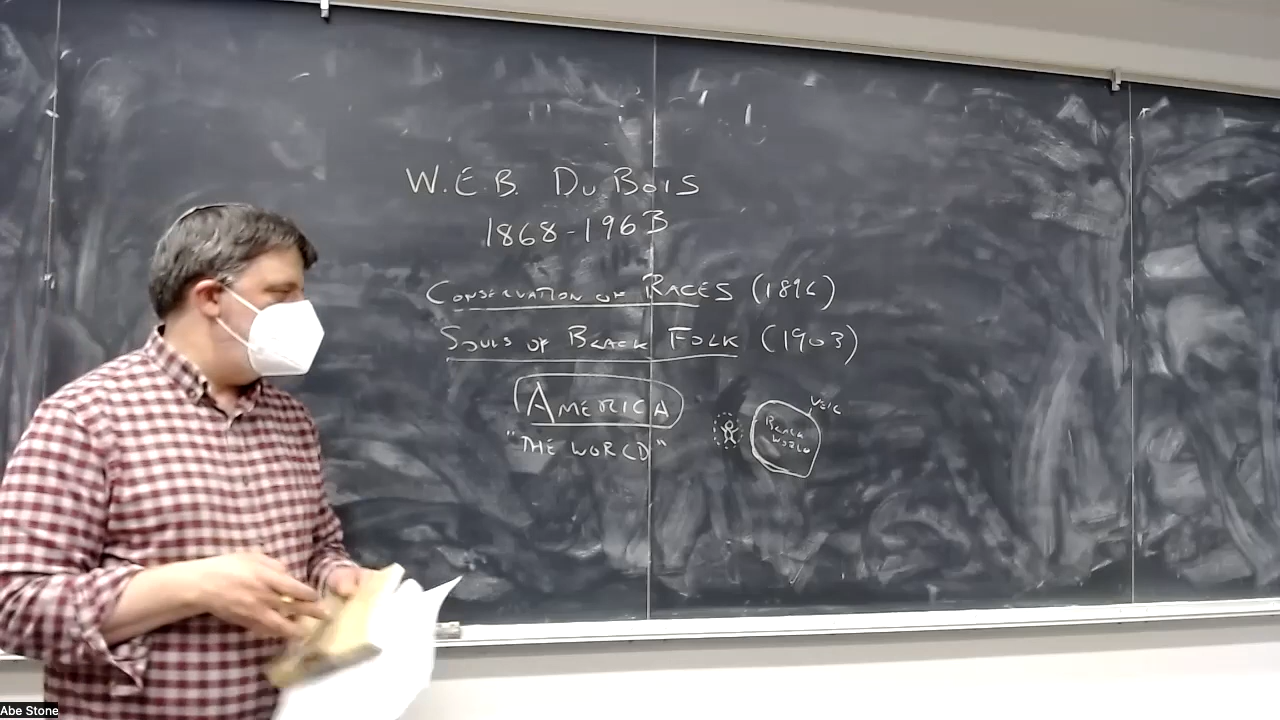 W.E.B. DU BOIS
1868-1963
CONSERVATION OF RACES (1896)
SOULS OF BLACK FOLK (1903)
AMERICA
"THE WORLD"
VEIL
BLACK
WORLD
Abe Stone